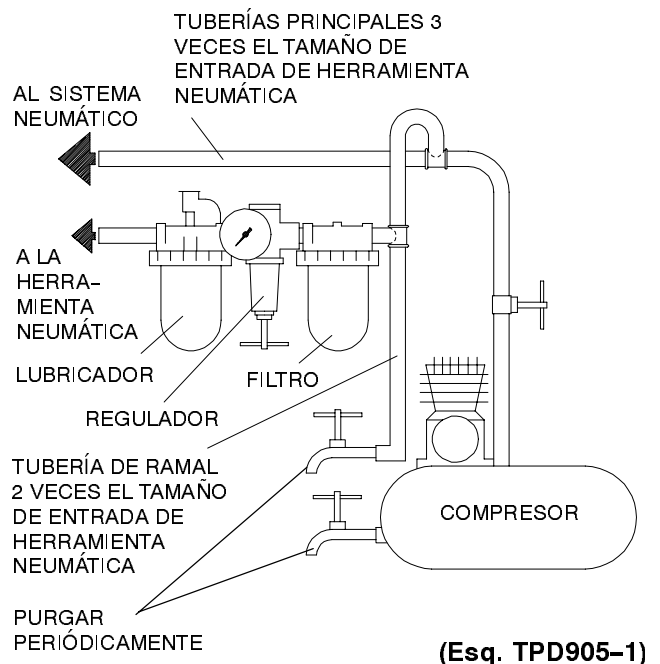 TUBERÍAS PRINCIPALES 3
VECES EL TAMAÑO DE
ENTRADA DE HERRAMIENTA
NEUMÁTICA
AL SISTEMA
NEUMÁTICO
A LA
HERRA–
MIENTA
NEUMÁTICA
LUBRICADOR
FILTRO
REGULADOR
TUBERÍA DE RAMAL
2 VECES EL TAMAÑO
DE ENTRADA DE
HERRAMIENTA
NEUMÁTICA
COMPRESOR
PURGAR
PERIÓDICAMENTE
(Esq. TPD905–1)